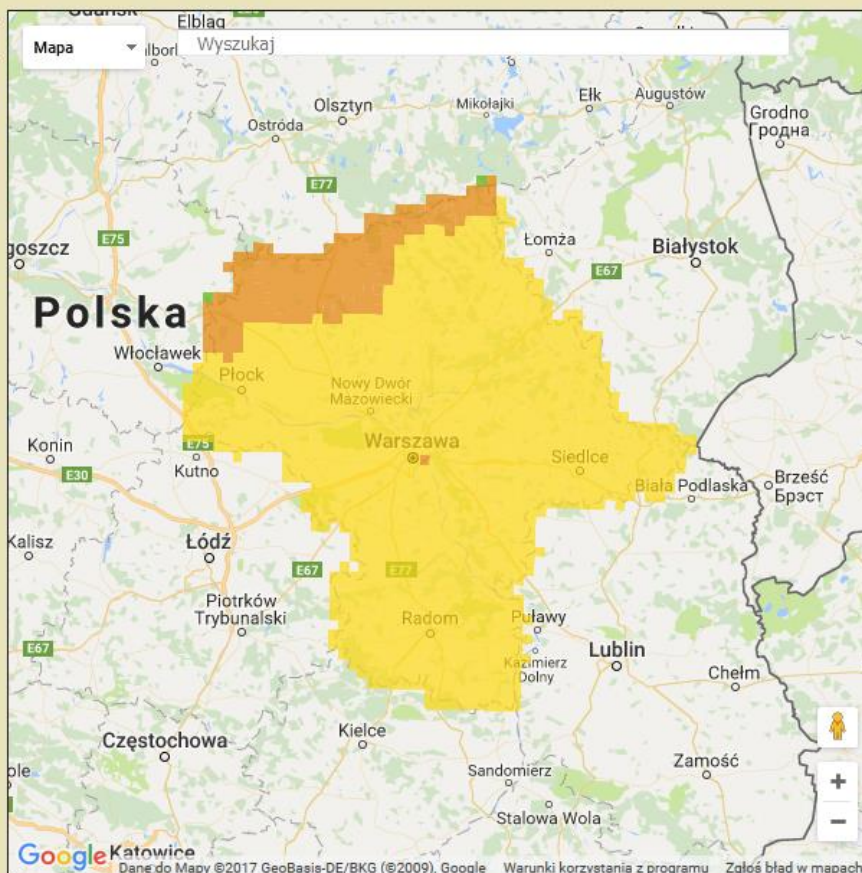 Gdańsk
Elbląg
Mapa
Wyszukaj
Olsztyn
Mikołajki
Ełk
Augustów
Ostróda
Grodno
Гродна
E77
E75
Łomża
Białystok
E67
Polska
Włocławek
Płock
Nowy Dwór
Mazowiecki
Warszawa
Siedlce
Konin
E75
Kutno
E30
Biała Podlaska
Brześć
Брэст
Kalisz
Łódź
E67
E77
Piotrków
Trybunalski
Radom
Puławy
Kazimierz
Dolny
Lublin
E67
Chełm
Kielce
Częstochowa
Sandomierz
Zamość
Stalowa Wola
Google
Katowice
Dane do Mapy ©2017 GeoBasis-DE/BKG (©2009), Google Warunki korzystania z programu Zgłoś błąd w mapach